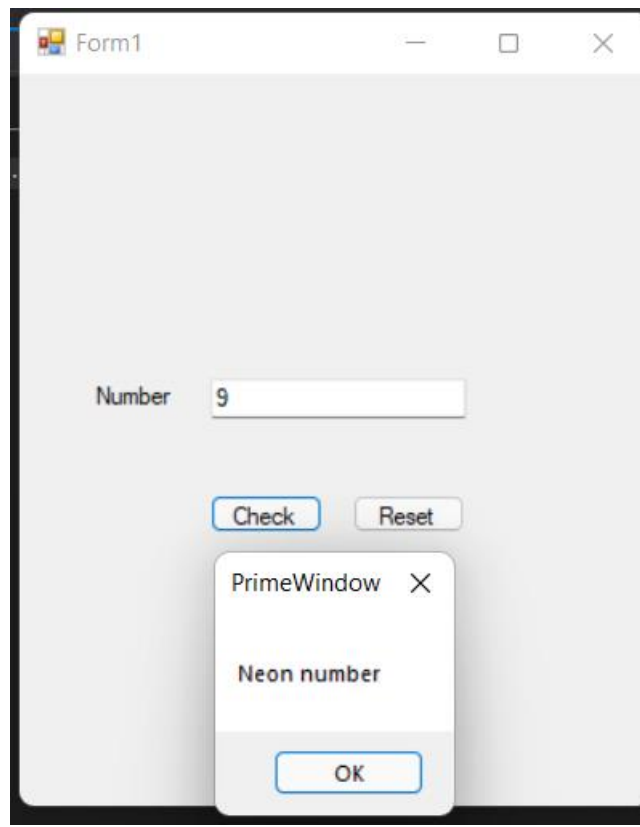 Form1
Number 9
Check Reset
PrimeWindow
Neon number
OK